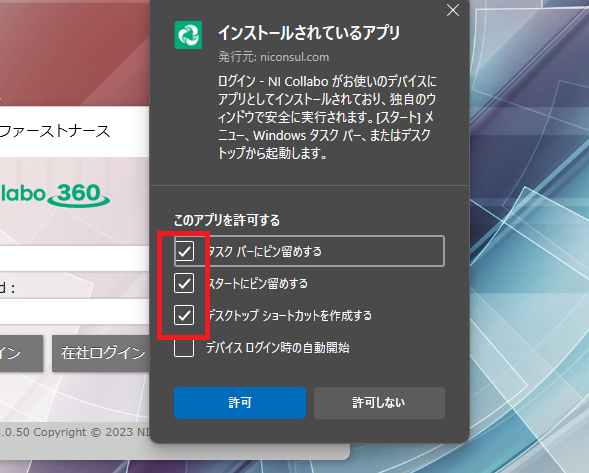 インストールされているアプリ
発行元: niconsul.com
ログイン - NI Collabo がお使いのデバイスに
アプリとしてインストールされており、独自のウ
ィンドウで安全に実行されます。[スタート] メ
ニュー、Windows タスク バー、またはデスク
トップから起動します。
ファーストナース
labo 360
このアプリを許可する
タスク バーにピン留めする
スタートにピン留めする
d :
デスクトップ ショートカットを作成する
イン
在社ログイン
デバイス ログイン時の自動開始
許可
許可しない
.0.50 Copyright © 2023 NI